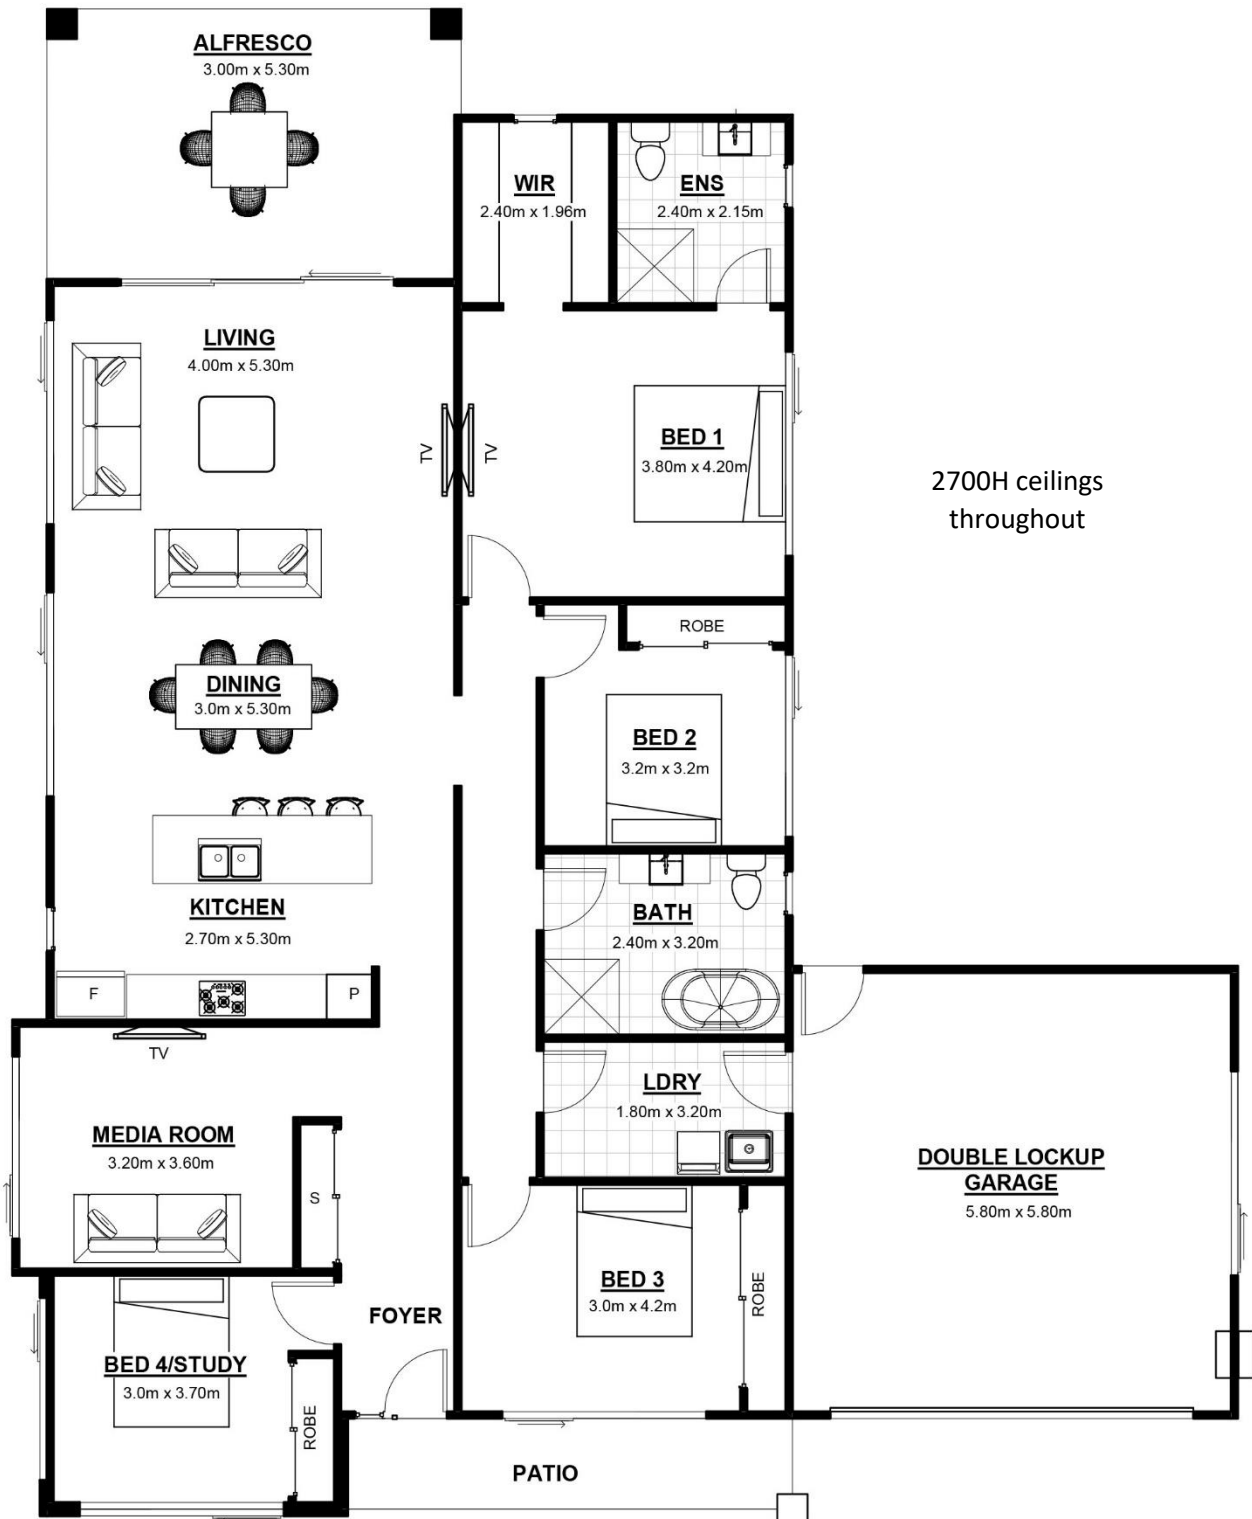 ALFRESCO
3.00m x 5.30m
WIR
2.40m x 1.96m
ENS
2.40m x 2.15m
LIVING
4.00m x 5.30m
TV
TV
BED 1
3.80m x 4.20m
2700H ceilings
throughout
ROBE
DINING
3.0m x 5.30m
BED 2
3.2m x 3.2m
KITCHEN
2.70m x 5.30m
BATH
2.40m x 3.20m
F
P
TV
LDRY
1.80m x 3.20m
MEDIA ROOM
3.20m x 3.60m
S
DOUBLE LOCKUP
GARAGE
5.80m x 5.80m
BED 3
3.0m x 4.2m
ROBE
FOYER
BED 4/STUDY
3.0m x 3.70m
ROBE
PATIO